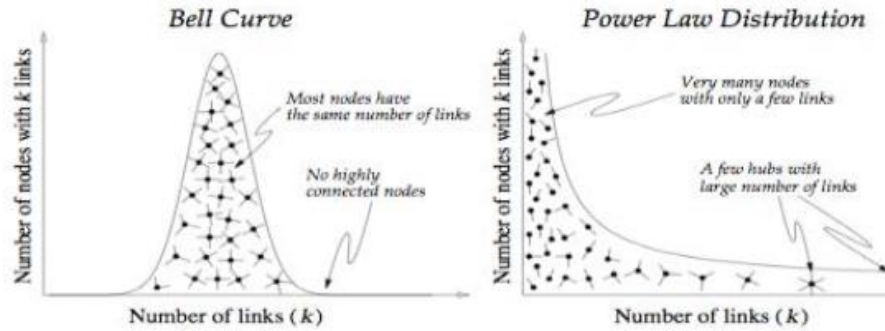 Bell Curve
Number of nodes with k links
Most nodes have
the same number of links
No highly
connected nodes
Number of links (k)
Power Law Distribution
Number of nodes with k links
Very many nodes
with only a few links
A few hubs with
large number of links
Number of links (k)